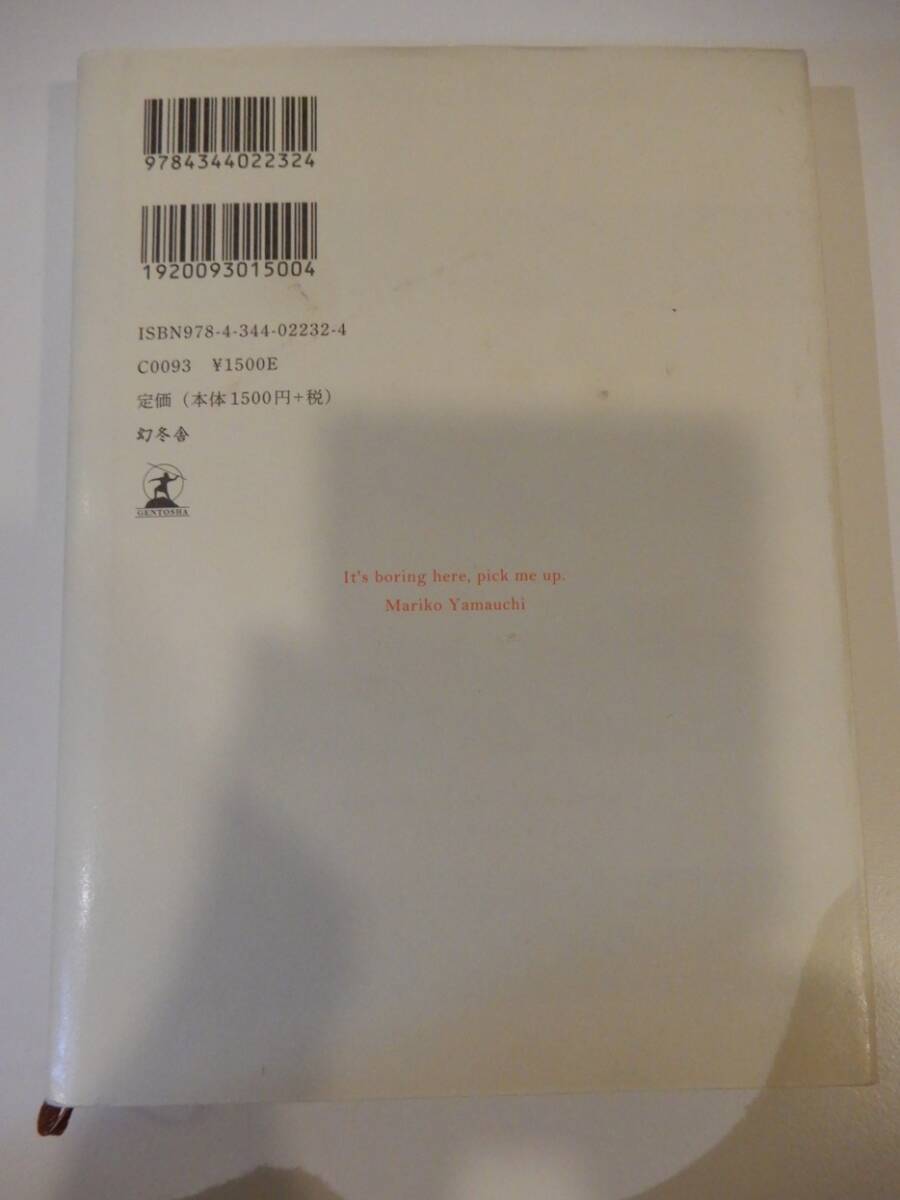 9784344022324
1920093015004
ISBN978-4-344-02232-4
C0093 ¥1500E
定価（本体1500円+税）
幻冬舎
GENTOSHA
It's boring here, pick me up.
Mariko Yamauchi